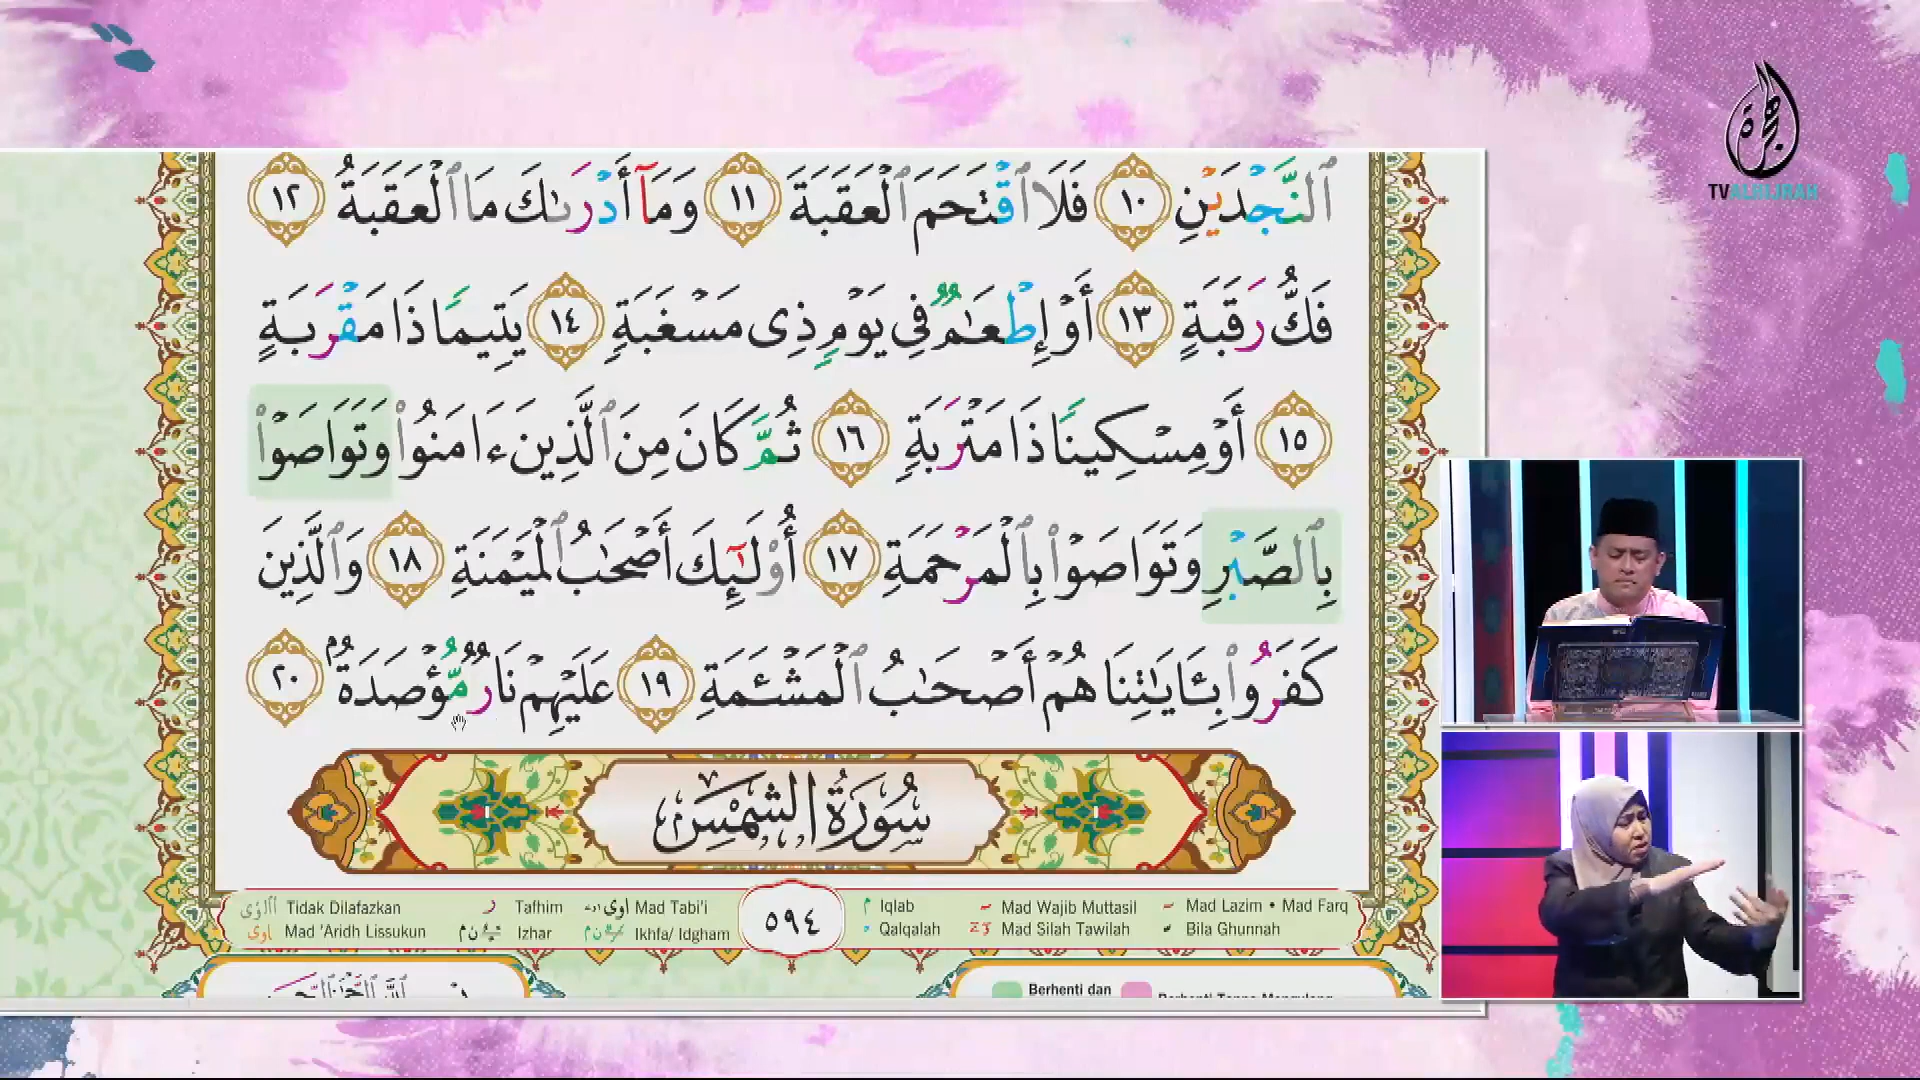 ٱلنَّجۡدَيۡنِ ١٠ فَلَا ٱقۡتَحَمَ ٱلۡعَقَبَةَ ١١ وَمَآ أَدۡرَىٰكَ مَا ٱلۡعَقَبَةُ ١٢
فَكُّ رَقَبَةٍ ١٣ أَوۡ إِطۡعَٰمٌ فِي يَوۡمٍ ذِي مَسۡغَبَةٍ ١٤ يَتِيمًا ذَا مَقۡرَبَةٍ
١٥ أَوۡ مِسۡكِينًا ذَا مَتۡرَبَةٍ ١٦ ثُمَّ كَانَ مِنَ ٱلَّذِينَ ءَامَنُواْ وَتَوَاصَوۡاْ
بِٱلصَّبۡرِ وَتَوَاصَوۡاْ بِٱلۡمَرۡحَمَةِ ١٧ أُوْلَٰٓئِكَ أَصۡحَٰبُ ٱلۡمَيۡمَنَةِ ١٨ وَٱلَّذِينَ
كَفَرُواْ بِـَٔايَٰتِنَا هُمۡ أَصۡحَٰبُ ٱلۡمَشۡـَٔمَةِ ١٩ عَلَيۡهِمۡ نَارٌ مُّؤۡصَدَةُۢ ٢٠
سُورَةُ الشَّمْسِ
Tidak Dilafazkan Tafhim Mad Tabi'i ٥٩٤ Iqlab Mad Wajib Muttasil Mad Lazim • Mad Farq
Mad 'Âridh Lissukun Izhar Ikhfa/ Idgham Qalqalah Mad Silah Tawilah Bila Ghunnah
Berhenti dan
TVALHIJRAH